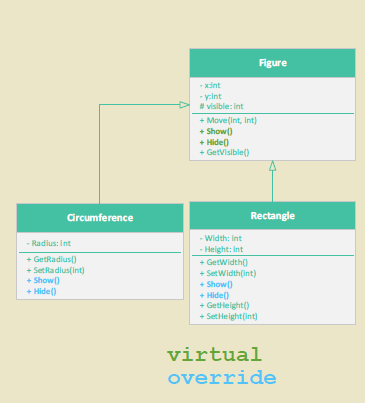 Figure
- x:int
- y:int
# visible: int
+ Move(int, int)
+ Show()
+ Hide()
+ GetVisible()
Circumference
- Radius: int
+ GetRadius()
+ SetRadius(int)
+ Show()
+ Hide()
Rectangle
- Width: int
- Height: int
+ GetWidth()
+ SetWidth(int)
+ Show()
+ Hide()
+ GetHeight()
+ SetHeight(int)
virtual
override